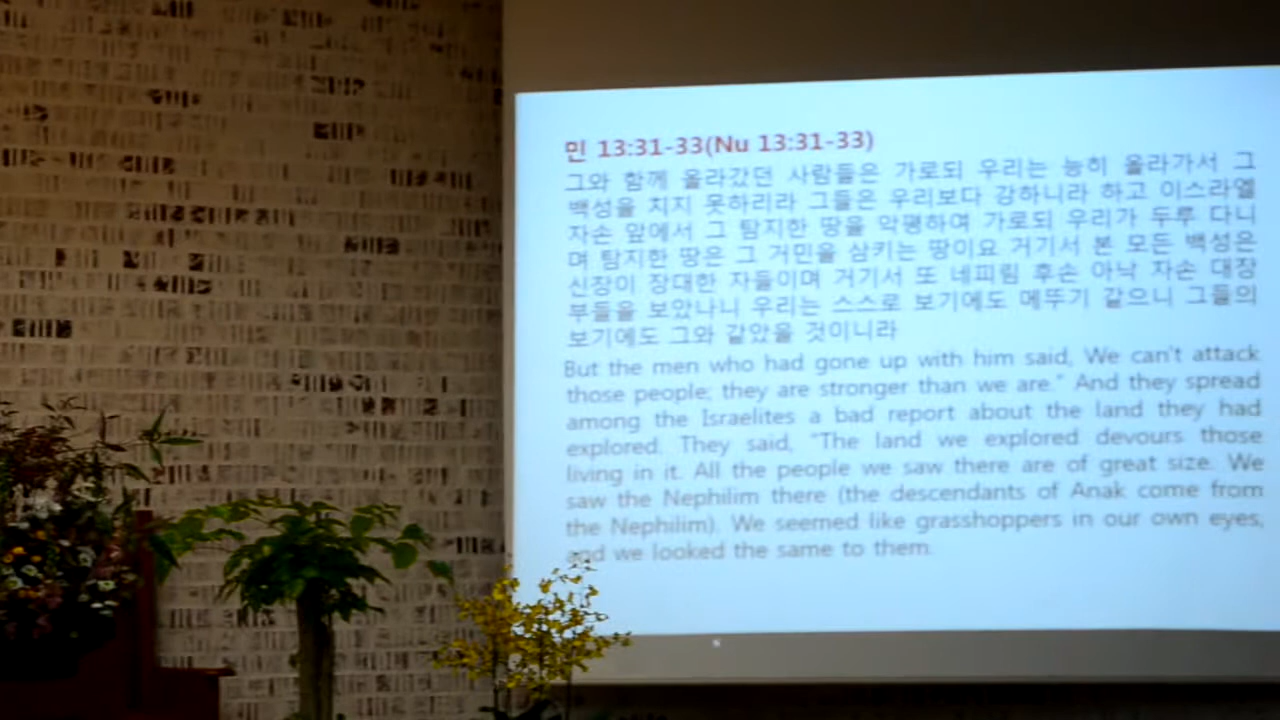 민 13:31-33(Nu 13:31-33)
그와 함께 올라갔던 사람들은 가로되 우리는 능히 올라가서 그
백성을 치지 못하리라 그들은 우리보다 강하니라 하고 이스라엘
자손 앞에서 그 탐지한 땅을 악평하여 가로되 우리가 두루 다니
며 탐지한 땅은 그 거민을 삼키는 땅이요 거기서 본 모든 백성은
신장이 장대한 자들이며 거기서 또 네피림 후손 아낙 자손 대장
부들을 보았나니 우리는 스스로 보기에도 메뚜기 같으니 그들의
보기에도 그와 같았을 것이니라
But the men who had gone up with him said, We can't attack
those people; they are stronger than we are." And they spread
among the Israelites a bad report about the land they had
explored. They said, "The land we explored devours those
living in it. All the people we saw there are of great size. We
saw the Nephilim there (the descendants of Anak come from
the Nephilim). We seemed like grasshoppers in our own eyes,
and we looked the same to them.